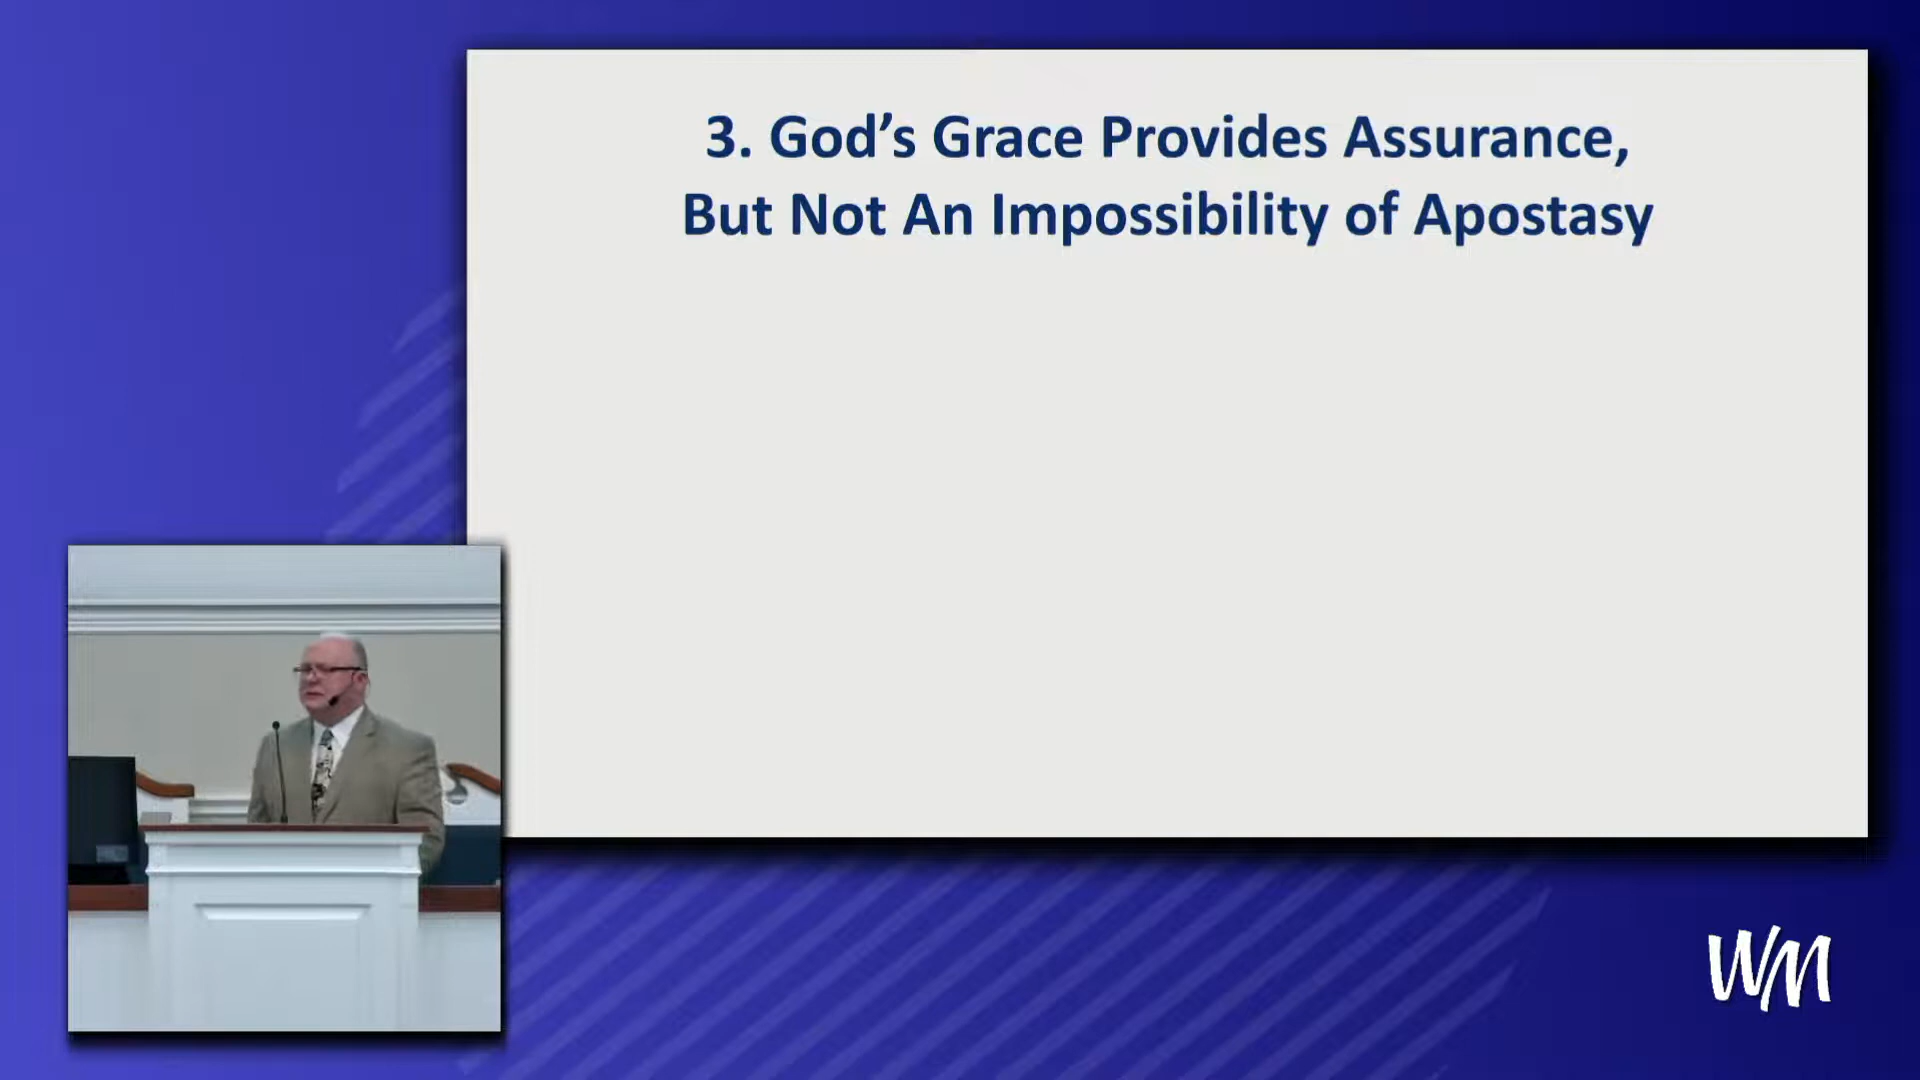 3. God’s Grace Provides Assurance,
But Not An Impossibility of Apostasy
WM